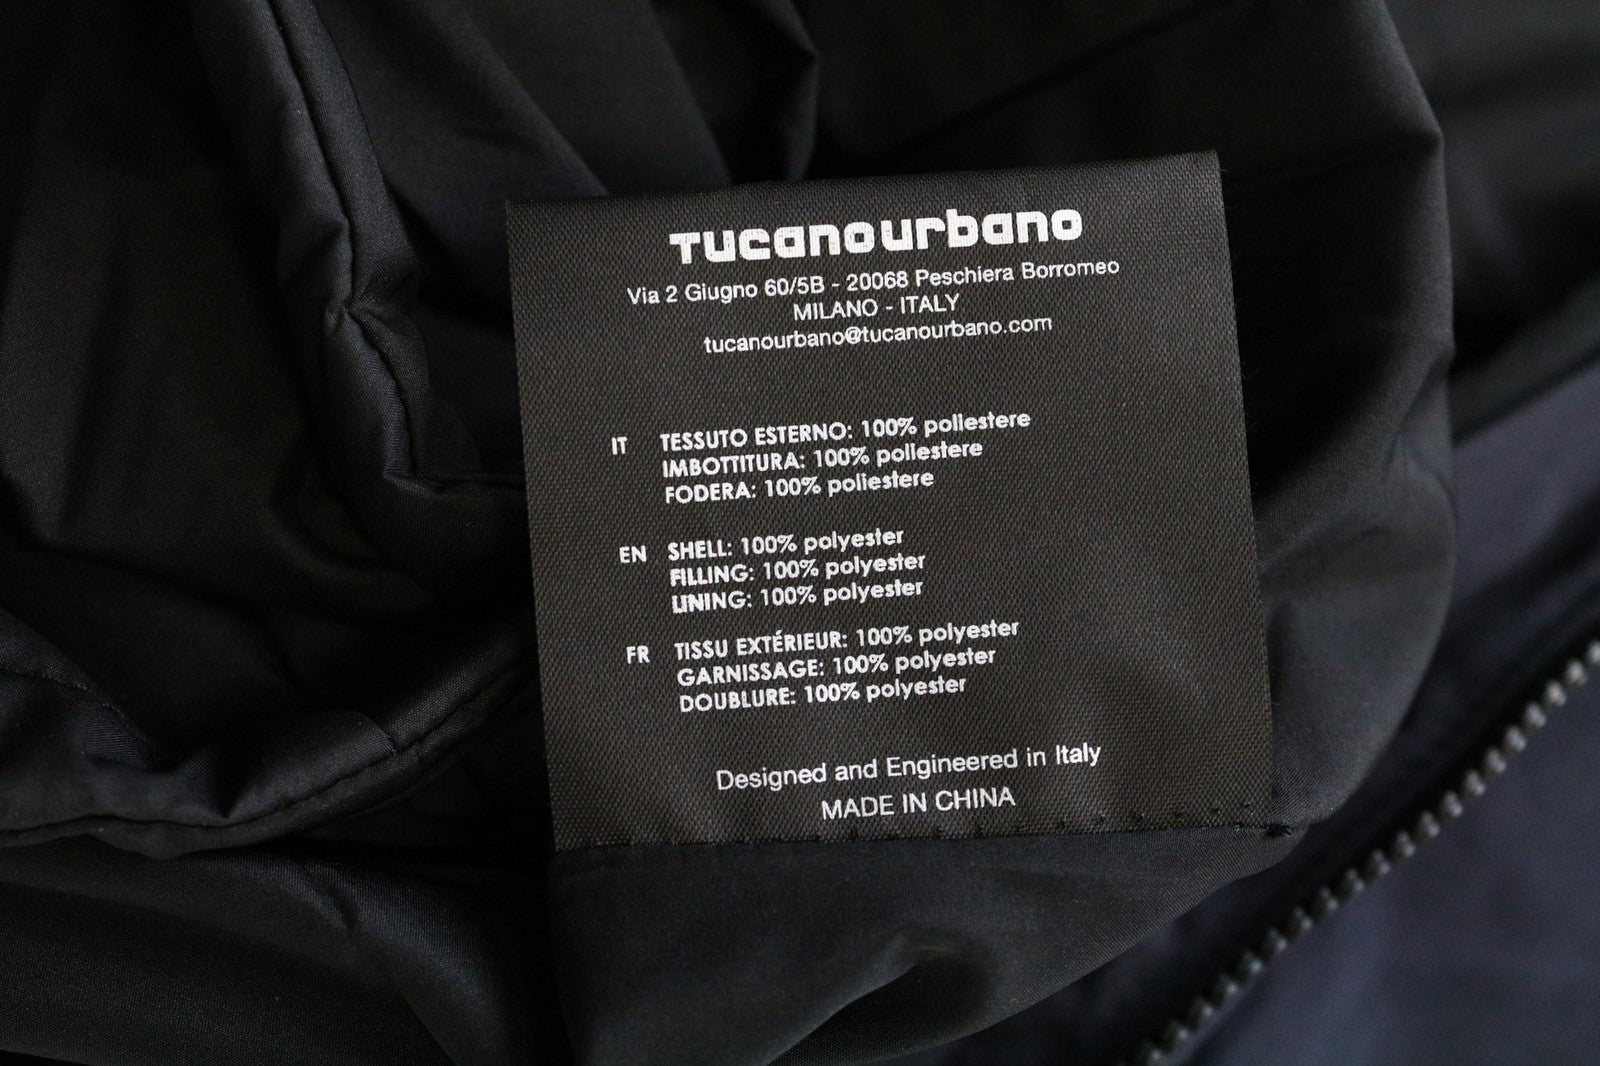 TUCANOURBANO
Via 2 Giugno 60/5B - 20068 Peschiera Borromeo
MILANO - ITALY
tucanourbano@tucanourbano.com
IT TESSUTO ESTERNO: 100% poliestere
IMBOTTITURA: 100% poliestere
FODERA: 100% poliestere
EN SHELL: 100% polyester
FILLING: 100% polyester
LINING: 100% polyester
FR TISSU EXTÉRIEUR: 100% polyester
GARNISSAGE: 100% polyester
DOUBLURE: 100% polyester
Designed and Engineered in Italy
MADE IN CHINA